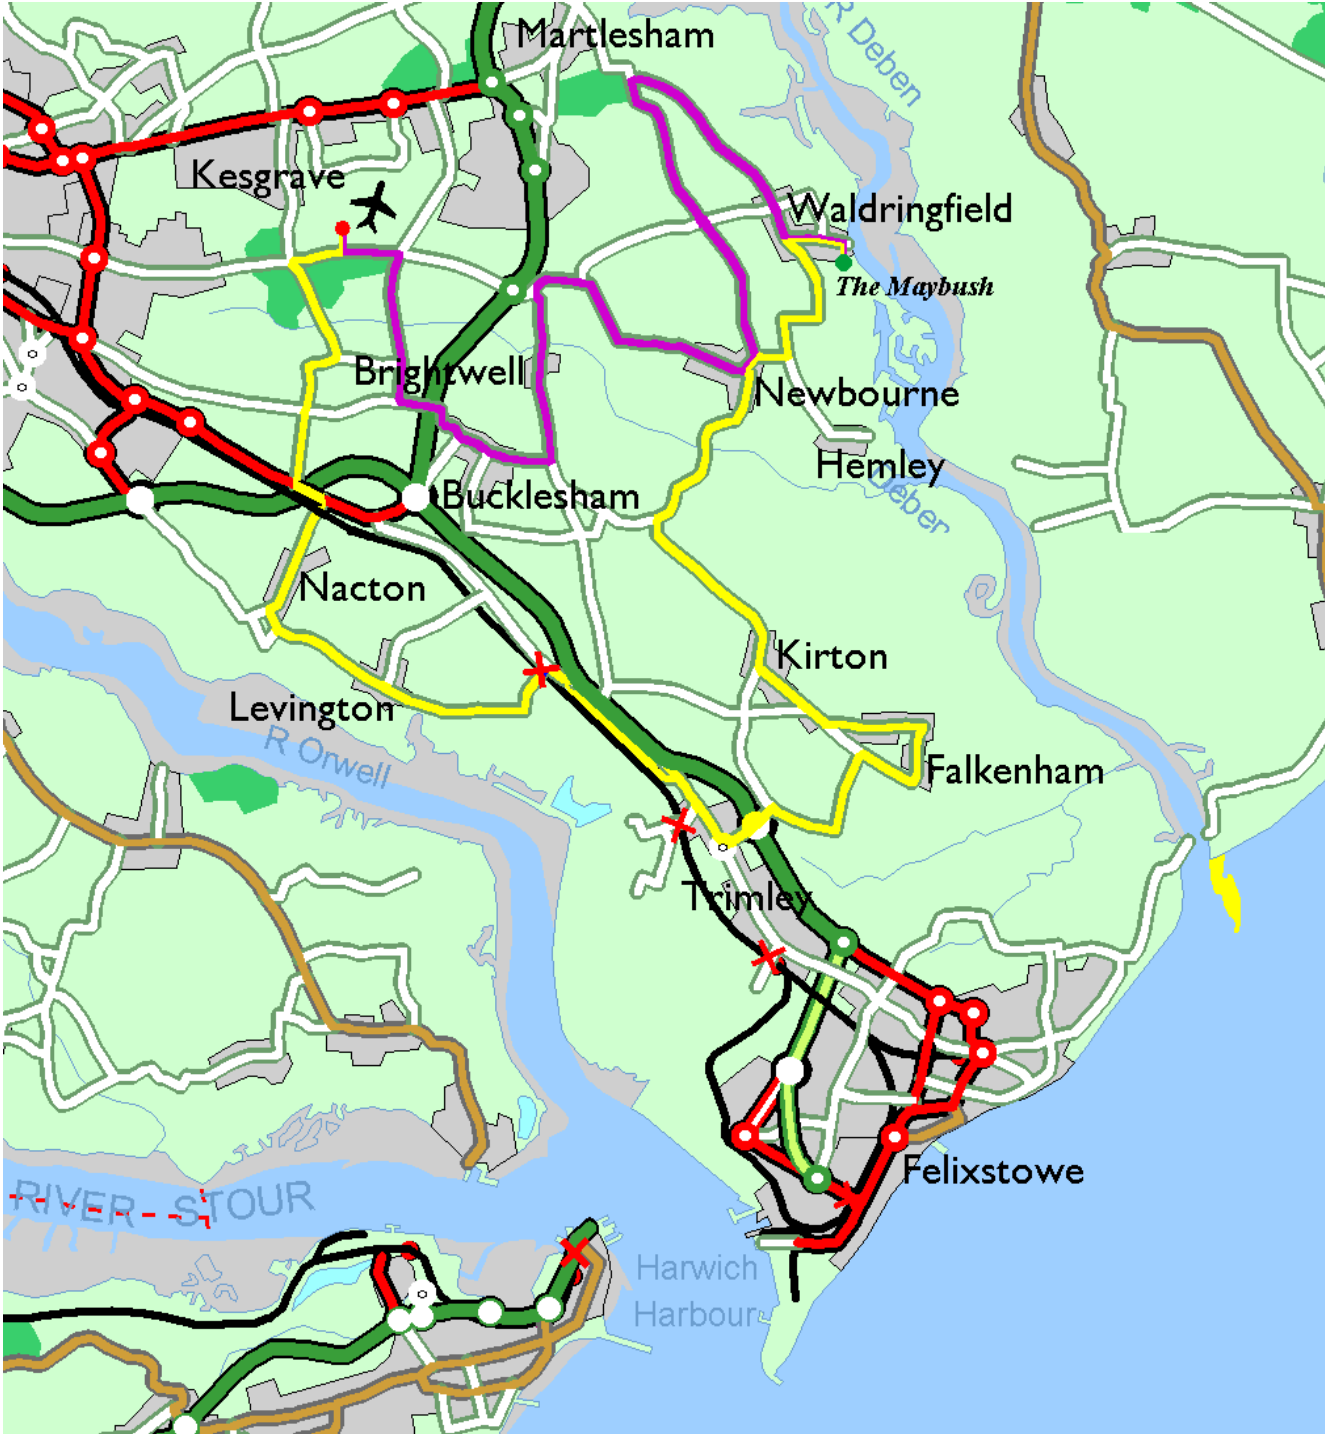 Martlesham
R Deben
Kesgrave
Waldringfield
The Maybush
Brightwell
Newbourne
Hemley
Deben
Bucklesham
Nacton
Kirton
Levington
R Orwell
Falkenham
Trimley
Felixstowe
RIVER STOUR
Harwich
Harbour